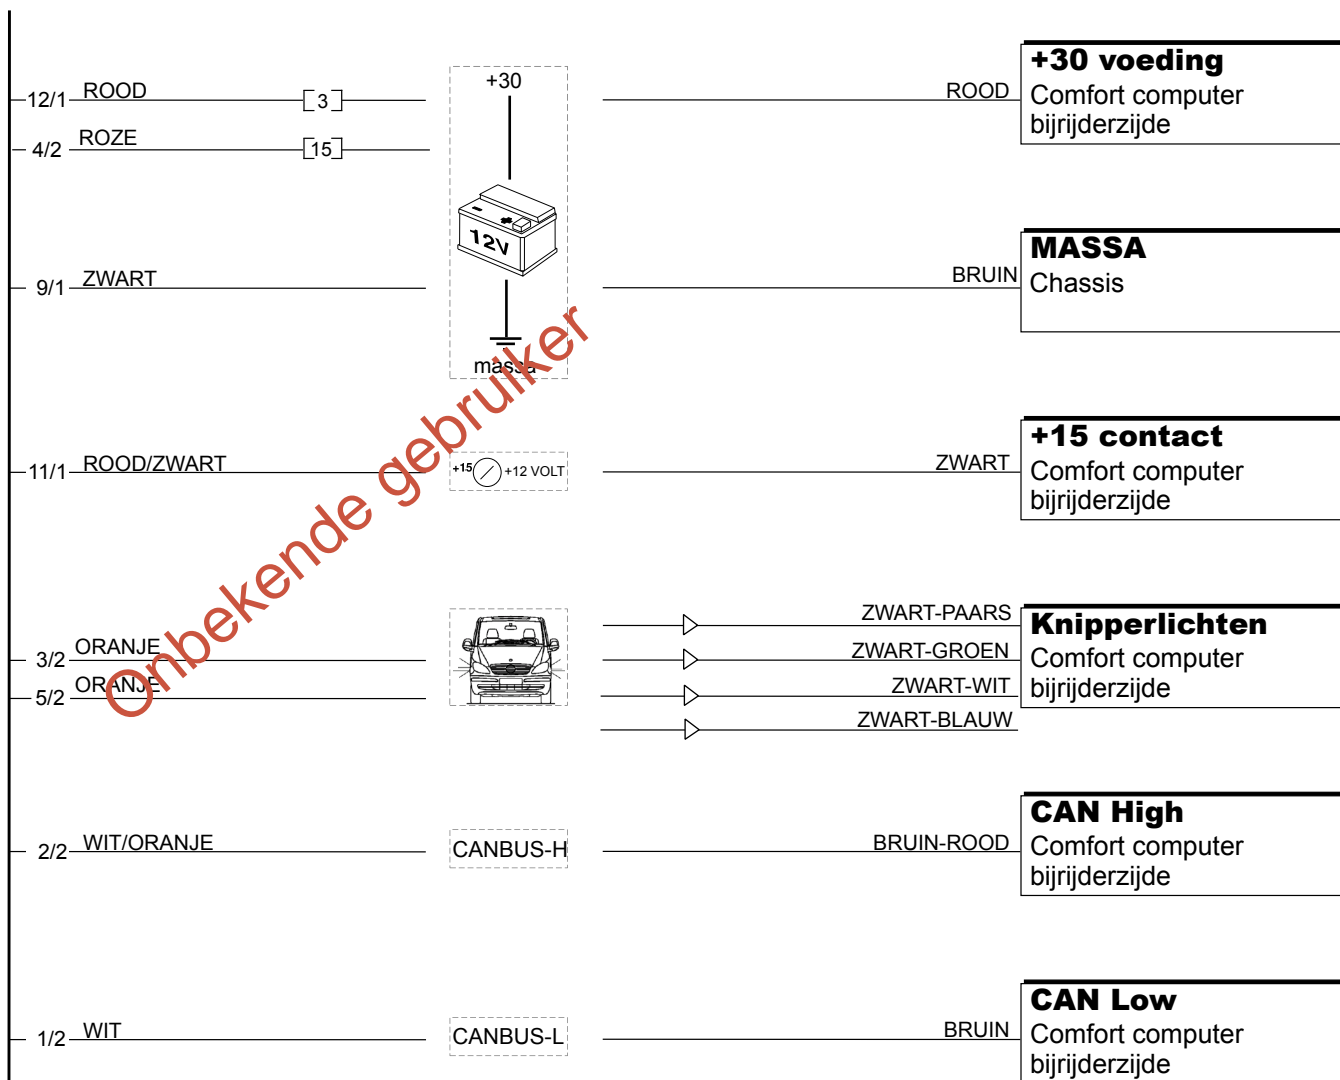 12/1 ROOD [3] +30 ROOD
+30 voeding
Comfort computer
bijrijderzijde
4/2 ROZE [15]
12V
9/1 ZWART BRUIN
MASSA
Chassis
massa
11/1 ROOD/ZWART +15 +12 VOLT ZWART
+15 contact
Comfort computer
bijrijderzijde
Onbekende gebruiker
ZWART-PAARS
3/2 ORANJE ZWART-GROEN
5/2 ORANJE ZWART-WIT
ZWART-BLAUW
Knipperlichten
Comfort computer
bijrijderzijde
2/2 WIT/ORANJE CANBUS-H BRUIN-ROOD
CAN High
Comfort computer
bijrijderzijde
1/2 WIT CANBUS-L BRUIN
CAN Low
Comfort computer
bijrijderzijde